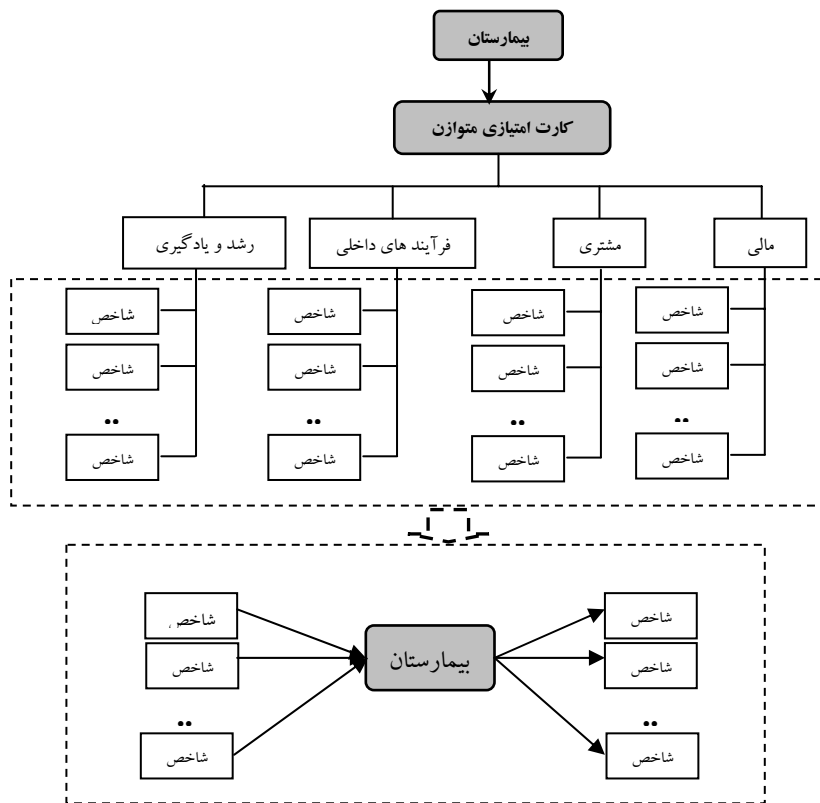 بیمارستان
کارت امتیازی متوازن
مالی
مشتری
فرآیند های داخلی
رشد و یادگیری
شاخص
شاخص
شاخص
شاخص
شاخص
شاخص
شاخص
شاخص
..
..
..
..
شاخص
شاخص
شاخص
شاخص
شاخص
شاخص
بیمارستان
شاخص
شاخص
..
..
شاخص
شاخص